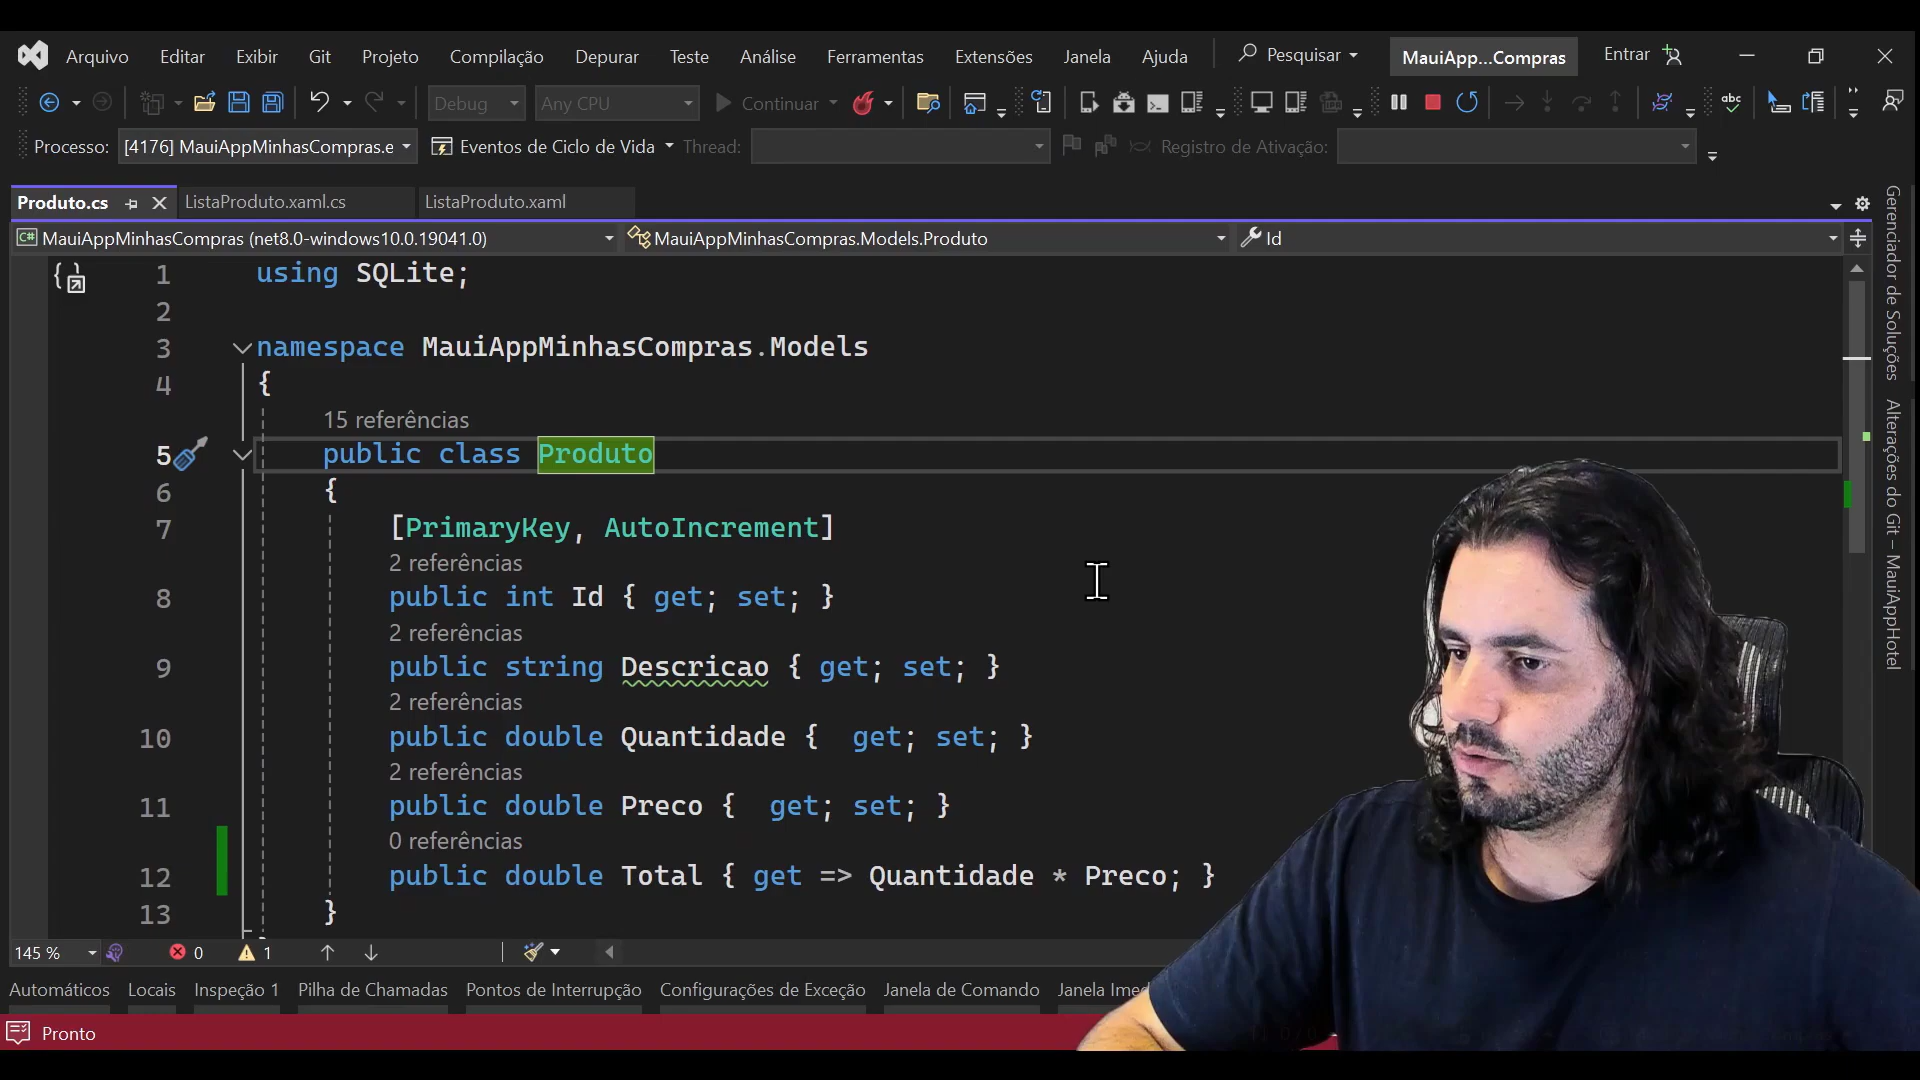 Arquivo Editar Exibir Git Projeto Compilação Depurar Teste Análise Ferramentas Extensões Janela Ajuda Pesquisar MauiApp...Compras Entrar
Debug Any CPU Continuar abc
Processo: [4176] MauiAppMinhasCompras.e Eventos de Ciclo de Vida Thread: Registro de Ativação:
Produto.cs ListaProduto.xaml.cs ListaProduto.xaml
C# MauiAppMinhasCompras (net8.0-windows10.0.19041.0) MauiAppMinhasCompras.Models.Produto Id
1 using SQLite;
2
3 namespace MauiAppMinhasCompras.Models
4 {
15 referências
5 public class Produto
6 {
7 [PrimaryKey, AutoIncrement]
2 referências
8 public int Id { get; set; }
2 referências
9 public string Descricao { get; set; }
2 referências
10 public double Quantidade {  get; set; }
2 referências
11 public double Preco {  get; set; }
0 referências
12 public double Total { get => Quantidade * Preco; }
13 }
145 % 0 1
Automáticos Locais Inspeção 1 Pilha de Chamadas Pontos de Interrupção Configurações de Exceção Janela de Comando Janela Imed
Pronto
Gerenciador de Soluções
Alterações do Git – MauiAppHotel